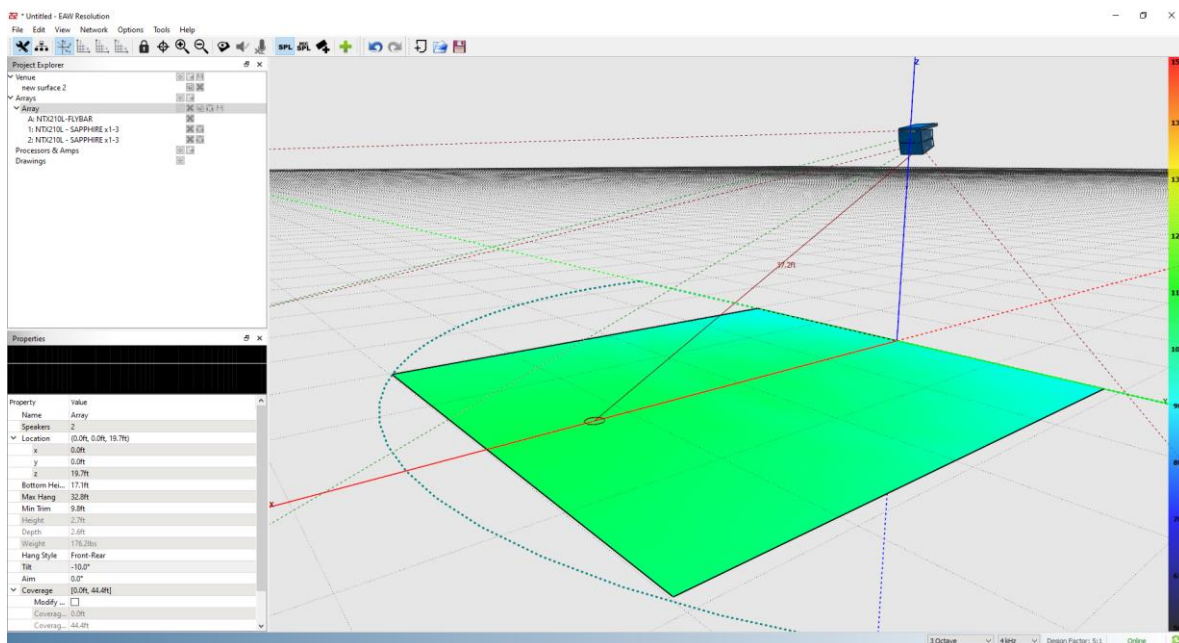 * Untitled - EAW Resolution
File Edit View Network Options Tools Help
SPL SPL
Project Explorer
Venue
new surface 2
Arrays
Array
A: NTX210L-FLYBAR
1: NTX210L - SAPPHIRE x1-3
2: NTX210L - SAPPHIRE x1-3
Processors & Amps
Drawings
Z
37.2ft
X
Y
Properties
Property Value
Name Array
Speakers 2
Location (0.0ft, 0.0ft, 19.7ft)
x 0.0ft
y 0.0ft
z 19.7ft
Bottom Hei... 17.1ft
Max Hang 32.8ft
Min Trim 9.8ft
Height 2.7ft
Depth 2.6ft
Weight 176.2lbs
Hang Style Front-Rear
Tilt -10.0°
Aim 0.0°
Coverage [0.0ft, 44.4ft]
Modify ...
Coverag... 0.0ft
Coverag... 44.4ft
3 Octave 4 kHz Design Factor: 5:1 Online